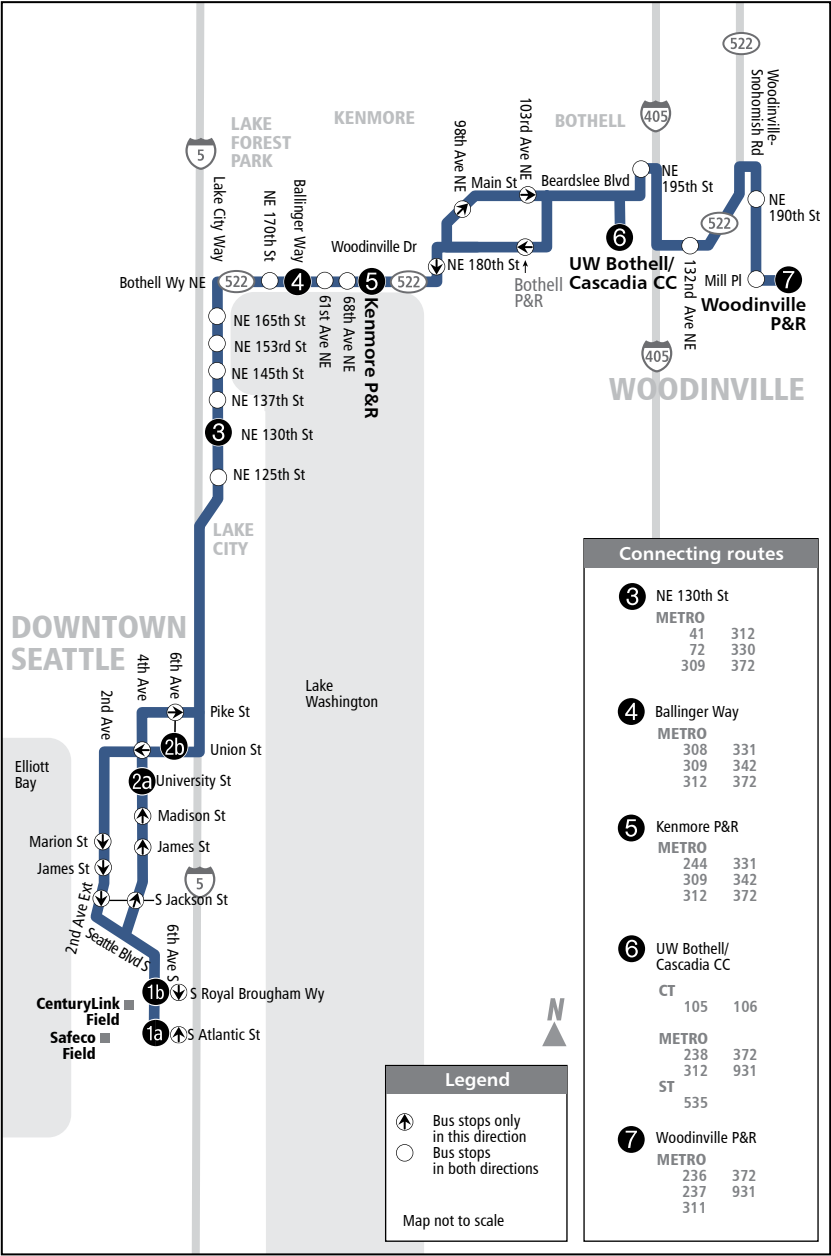 522
Woodinville-
Snohomish Rd
405
5
LAKE
FOREST
PARK
KENMORE
BOTHELL
98th Ave NE
103rd Ave NE
Main St
Beardslee Blvd
NE
195th St
NE
190th St
522
Lake City Way
NE 170th St
Ballinger Way
Woodinville Dr
NE 180th St
Bothell
P&R
6
UW Bothell/
Cascadia CC
132nd Ave NE
Mill Pl
7
Woodinville
P&R
Bothell Wy NE
522
4
61st Ave NE
68th Ave NE
5
Kenmore P&R
522
405
WOODINVILLE
NE 165th St
NE 153rd St
NE 145th St
NE 137th St
3
NE 130th St
NE 125th St
LAKE
CITY
DOWNTOWN
SEATTLE
2nd Ave
4th Ave
6th Ave
Pike St
2b
Union St
2a
University St
Madison St
James St
Marion St
James St
S Jackson St
5
2nd Ave Ext
Seattle Blvd S
6th Ave S
1b
S Royal Brougham Wy
1a
S Atlantic St
CenturyLink
Field
Safeco
Field
Elliott
Bay
Lake
Washington
N
Legend
Bus stops only
in this direction
Bus stops
in both directions
Map not to scale
Connecting routes
3 NE 130th St
METRO
41 312
72 330
309 372
4 Ballinger Way
METRO
308 331
309 342
312 372
5 Kenmore P&R
METRO
244 331
309 342
312 372
6 UW Bothell/
Cascadia CC
CT
105 106
METRO
238 372
312 931
ST
535
7 Woodinville P&R
METRO
236 372
237 931
311